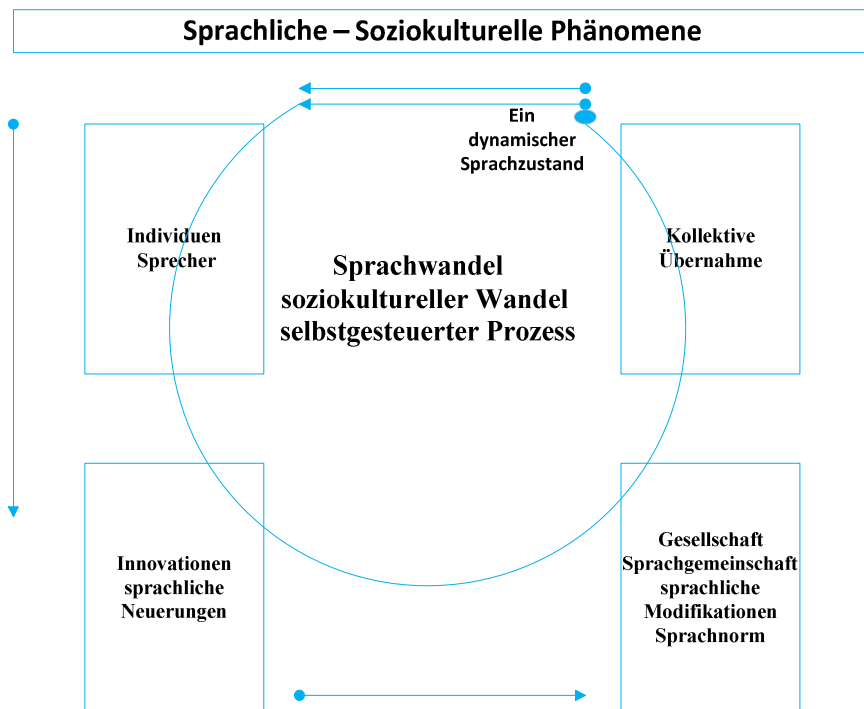 Sprachliche – Soziokulturelle Phänomene
Ein
dynamischer
Sprachzustand
Individuen
Sprecher
Kollektive
Übernahme
Sprachwandel
soziokultureller Wandel
selbstgesteuerter Prozess
Innovationen
sprachliche
Neuerungen
Gesellschaft
Sprachgemeinschaft
sprachliche
Modifikationen
Sprachnorm